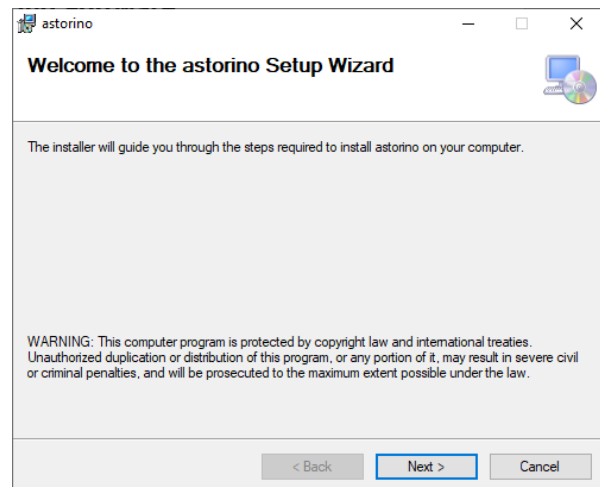 astorino
Welcome to the astorino Setup Wizard
The installer will guide you through the steps required to install astorino on your computer.
WARNING: This computer program is protected by copyright law and international treaties.
Unauthorized duplication or distribution of this program, or any portion of it, may result in severe civil
or criminal penalties, and will be prosecuted to the maximum extent possible under the law.
< Back Next > Cancel